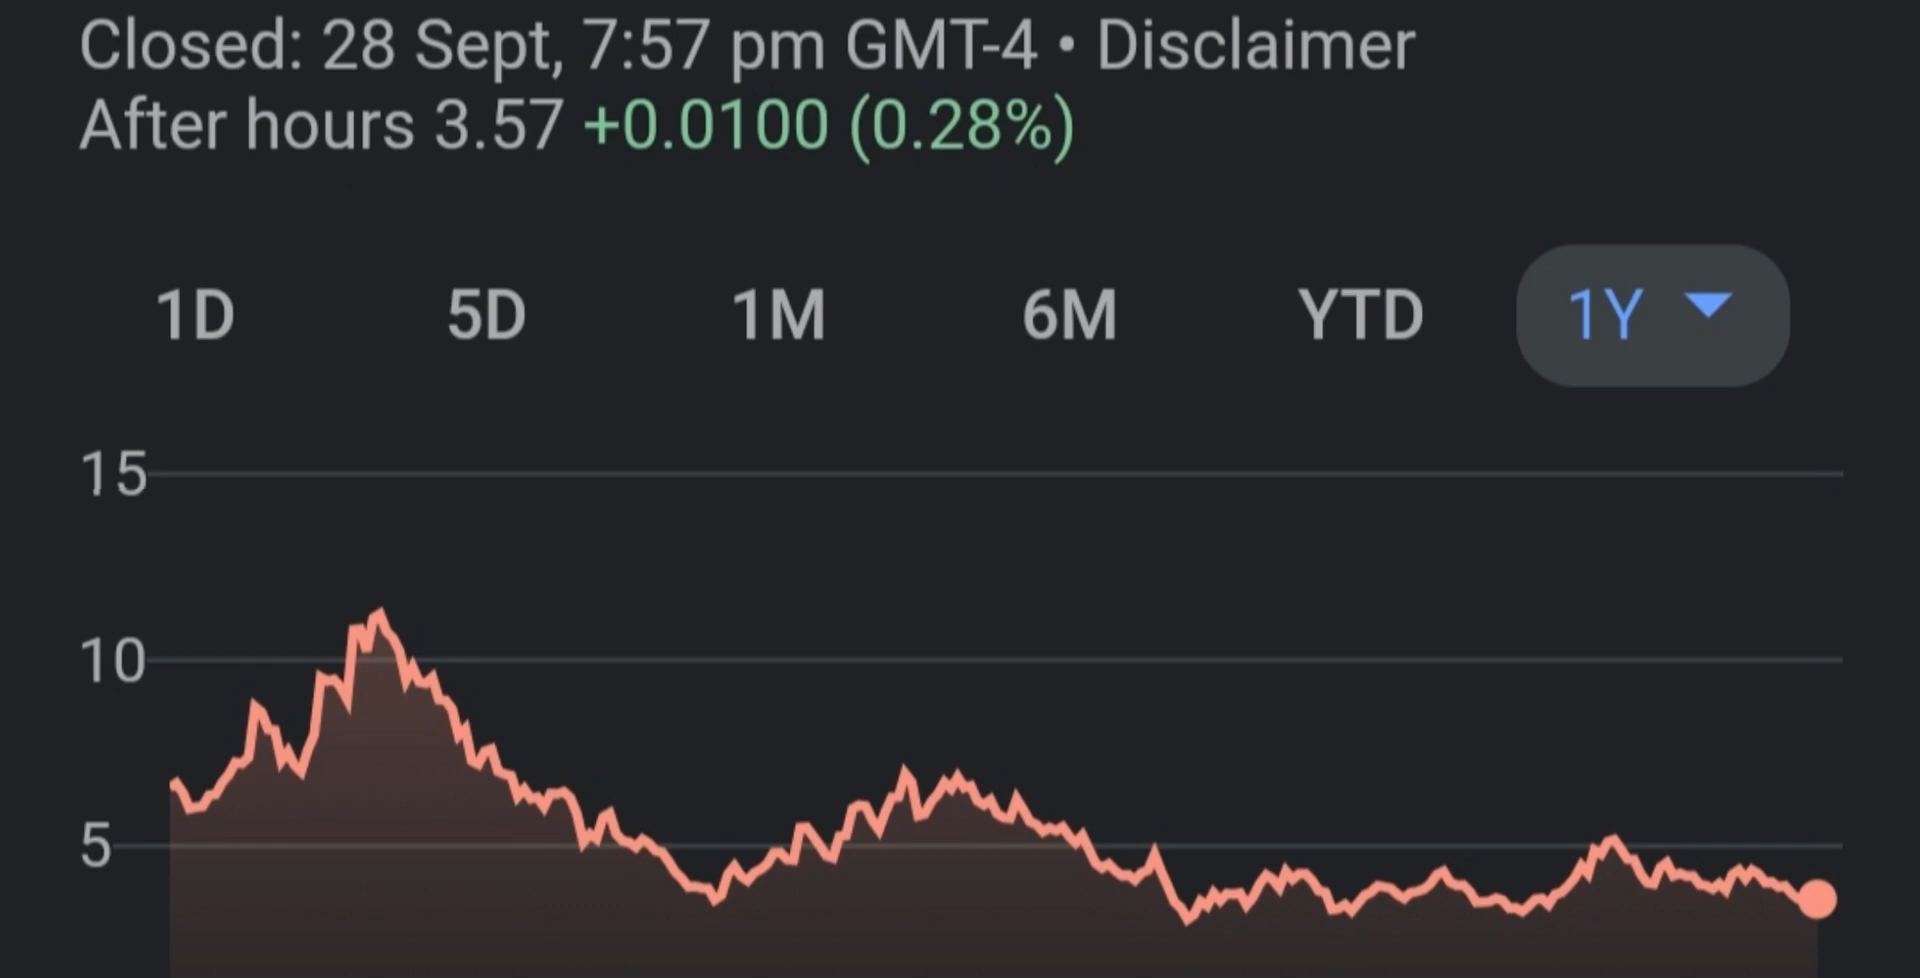 Closed: 28 Sept, 7:57 pm GMT-4 • Disclaimer
After hours 3.57 +0.0100 (0.28%)
1D 5D 1M 6M YTD 1Y
15
10
5